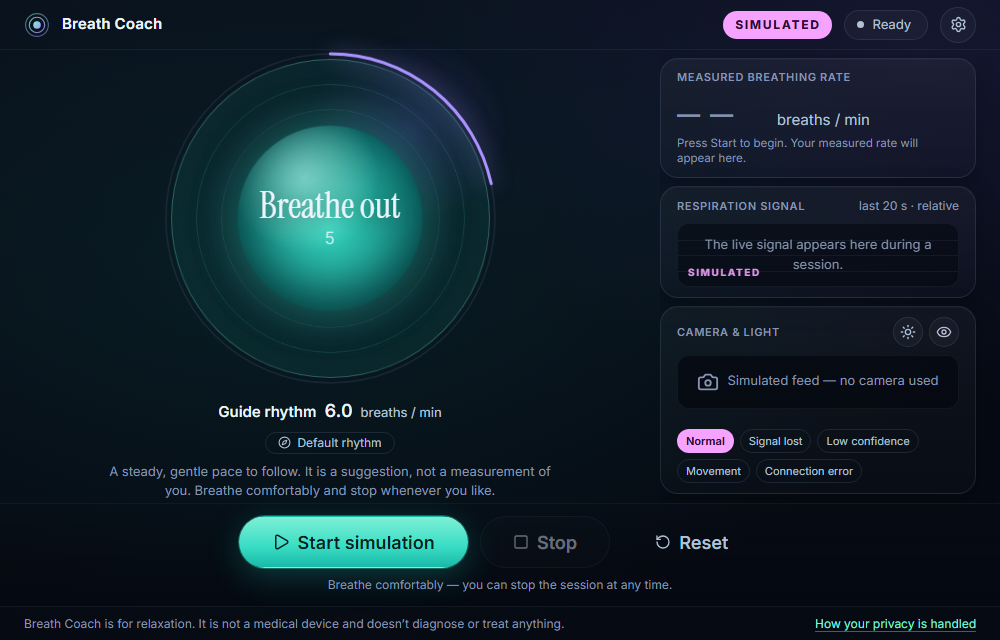 Breath Coach
SIMULATED
Ready
Breathe out
5
Guide rhythm 6.0 breaths / min
Default rhythm
A steady, gentle pace to follow. It is a suggestion, not a measurement of
you. Breathe comfortably and stop whenever you like.
MEASURED BREATHING RATE
— — breaths / min
Press Start to begin. Your measured rate will
appear here.
RESPIRATION SIGNAL
last 20 s · relative
The live signal appears here during a
session.
SIMULATED
CAMERA & LIGHT
Simulated feed — no camera used
Normal
Signal lost
Low confidence
Movement
Connection error
Start simulation
Stop
Reset
Breathe comfortably — you can stop the session at any time.
Breath Coach is for relaxation. It is not a medical device and doesn’t diagnose or treat anything.
How your privacy is handled